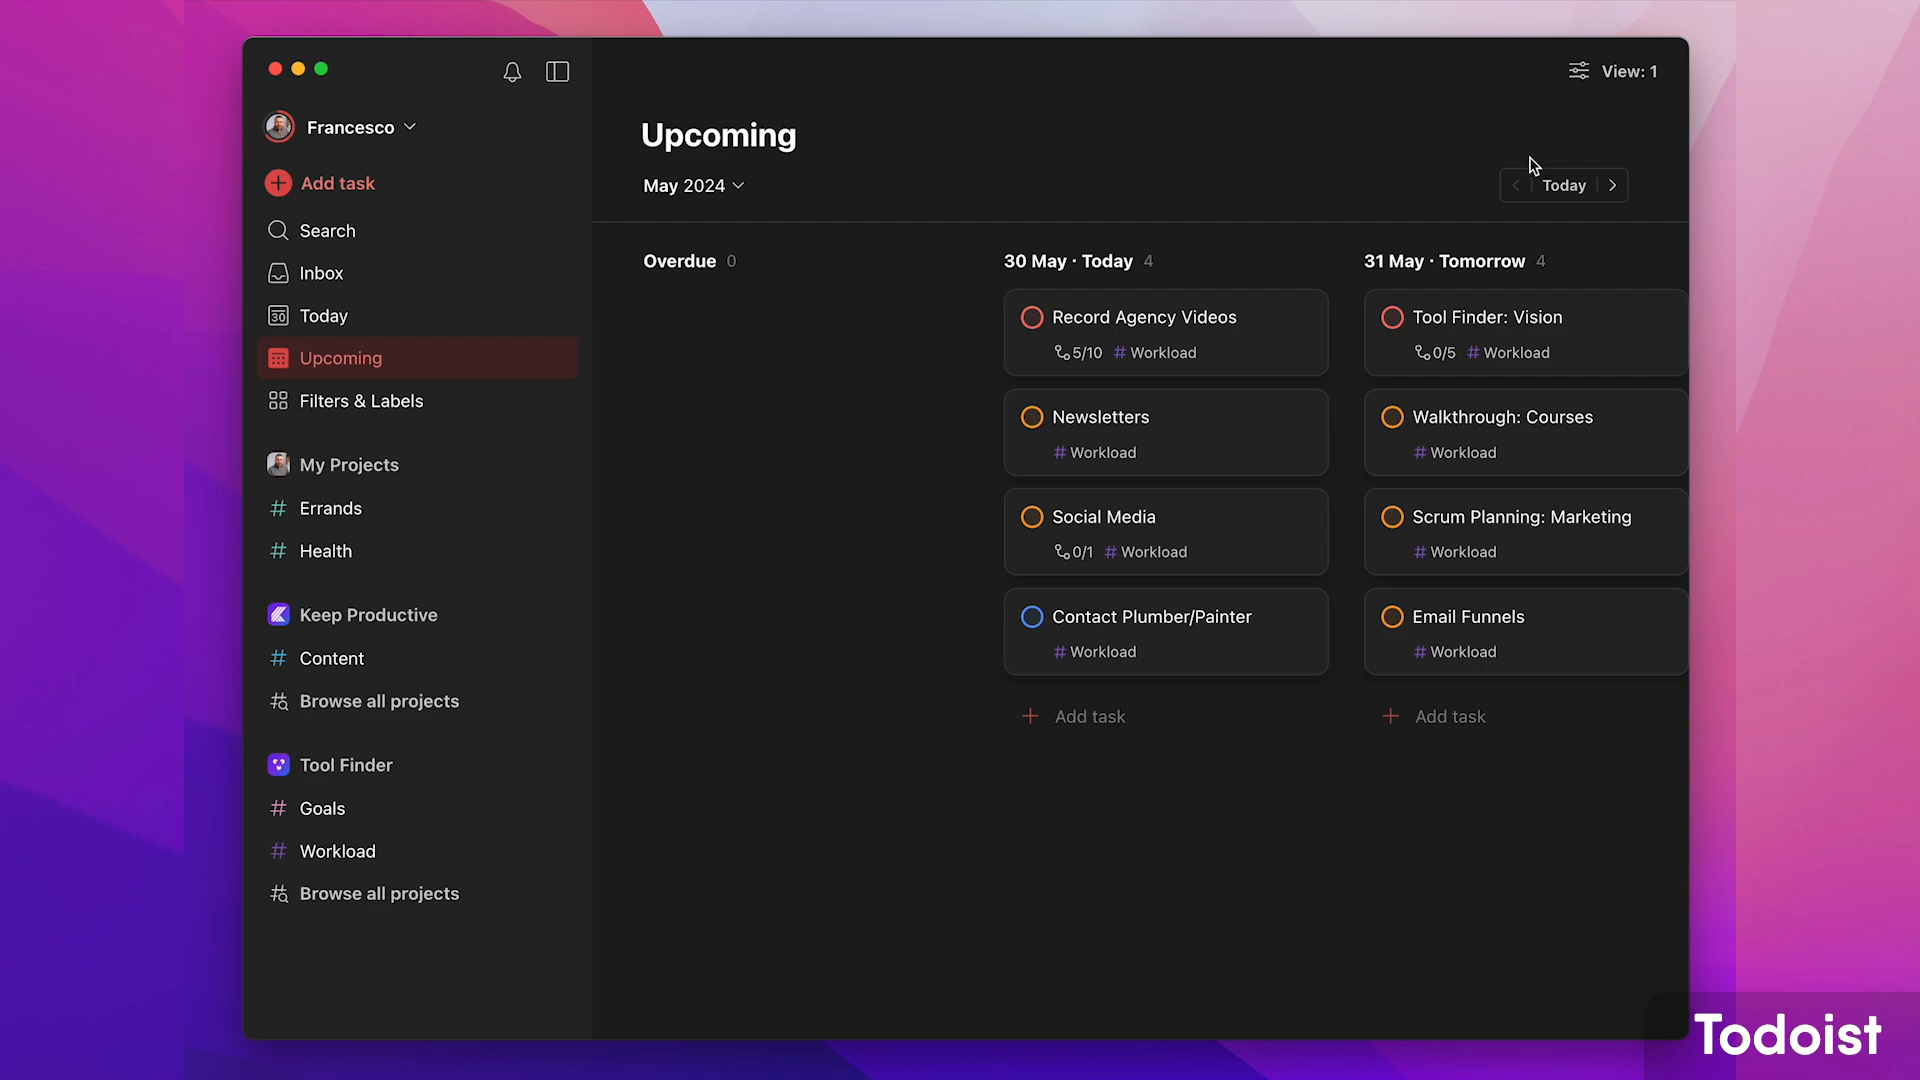 Francesco
Add task
Search
Inbox
30 Today
Upcoming
Filters & Labels
My Projects
# Errands
# Health
Keep Productive
# Content
Browse all projects
Tool Finder
# Goals
# Workload
Browse all projects
View: 1
Upcoming
May 2024
Today
Overdue 0
30 May · Today 4
Record Agency Videos
5/10 # Workload
Newsletters
# Workload
Social Media
0/1 # Workload
Contact Plumber/Painter
# Workload
+ Add task
31 May · Tomorrow 4
Tool Finder: Vision
0/5 # Workload
Walkthrough: Courses
# Workload
Scrum Planning: Marketing
# Workload
Email Funnels
# Workload
+ Add task
Todoist